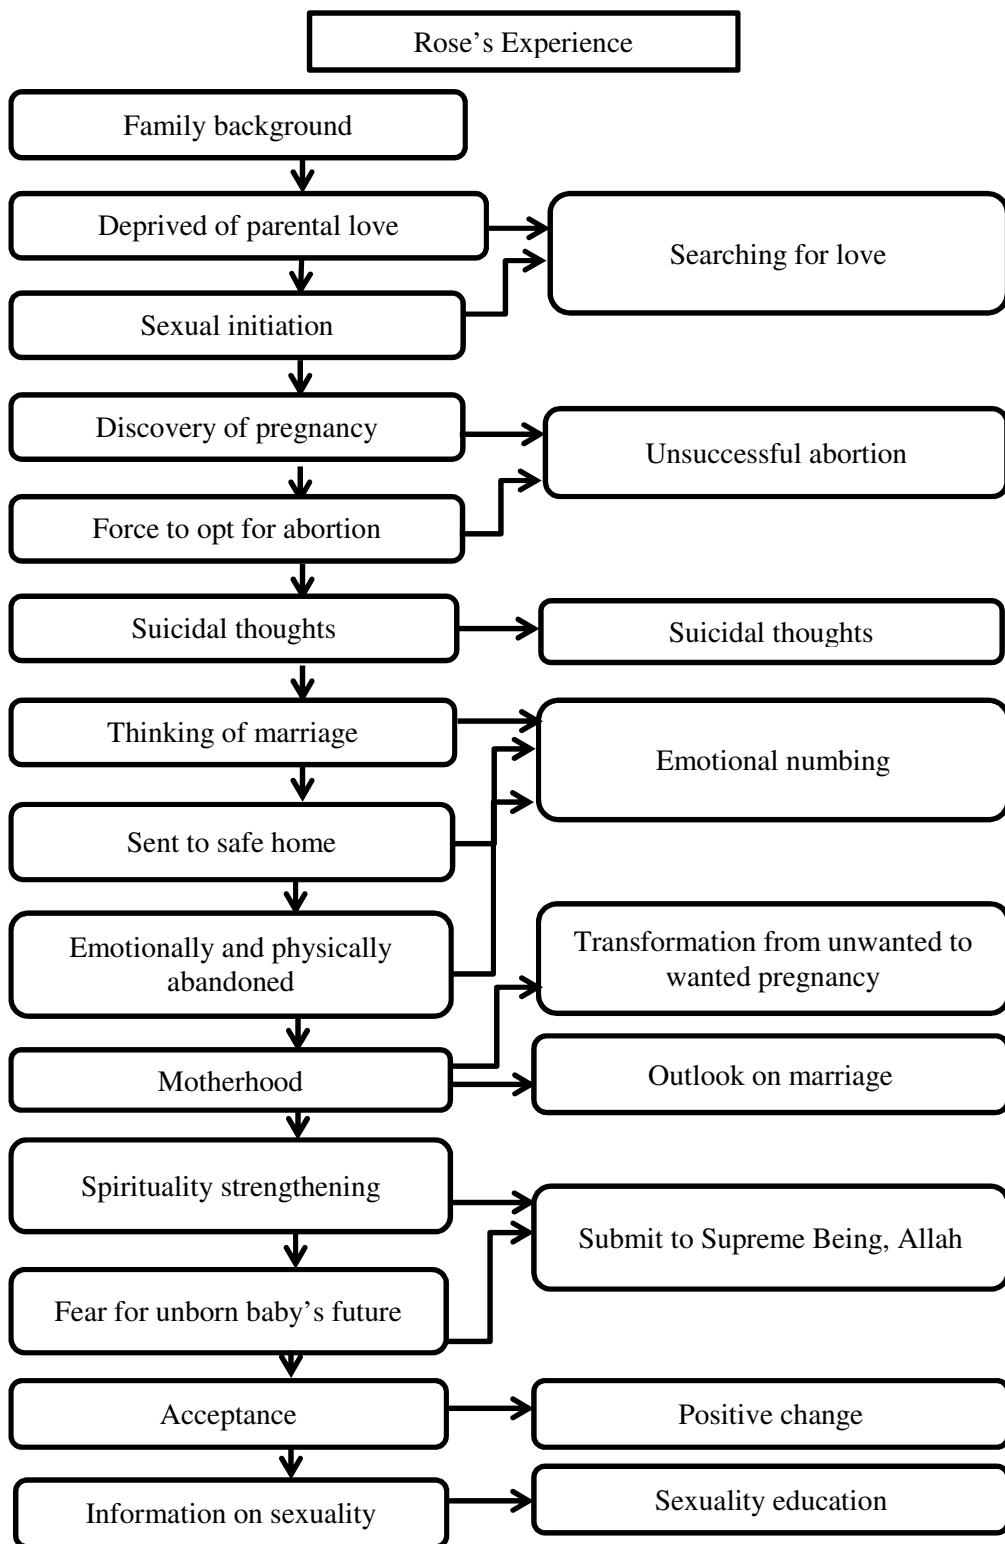 Rose’s Experience
Family background
Deprived of parental love
Searching for love
Sexual initiation
Discovery of pregnancy
Unsuccessful abortion
Force to opt for abortion
Suicidal thoughts
Suicidal thoughts
Thinking of marriage
Emotional numbing
Sent to safe home
Emotionally and physically
abandoned
Transformation from unwanted to
wanted pregnancy
Motherhood
Outlook on marriage
Spirituality strengthening
Submit to Supreme Being, Allah
Fear for unborn baby’s future
Acceptance
Positive change
Information on sexuality
Sexuality education